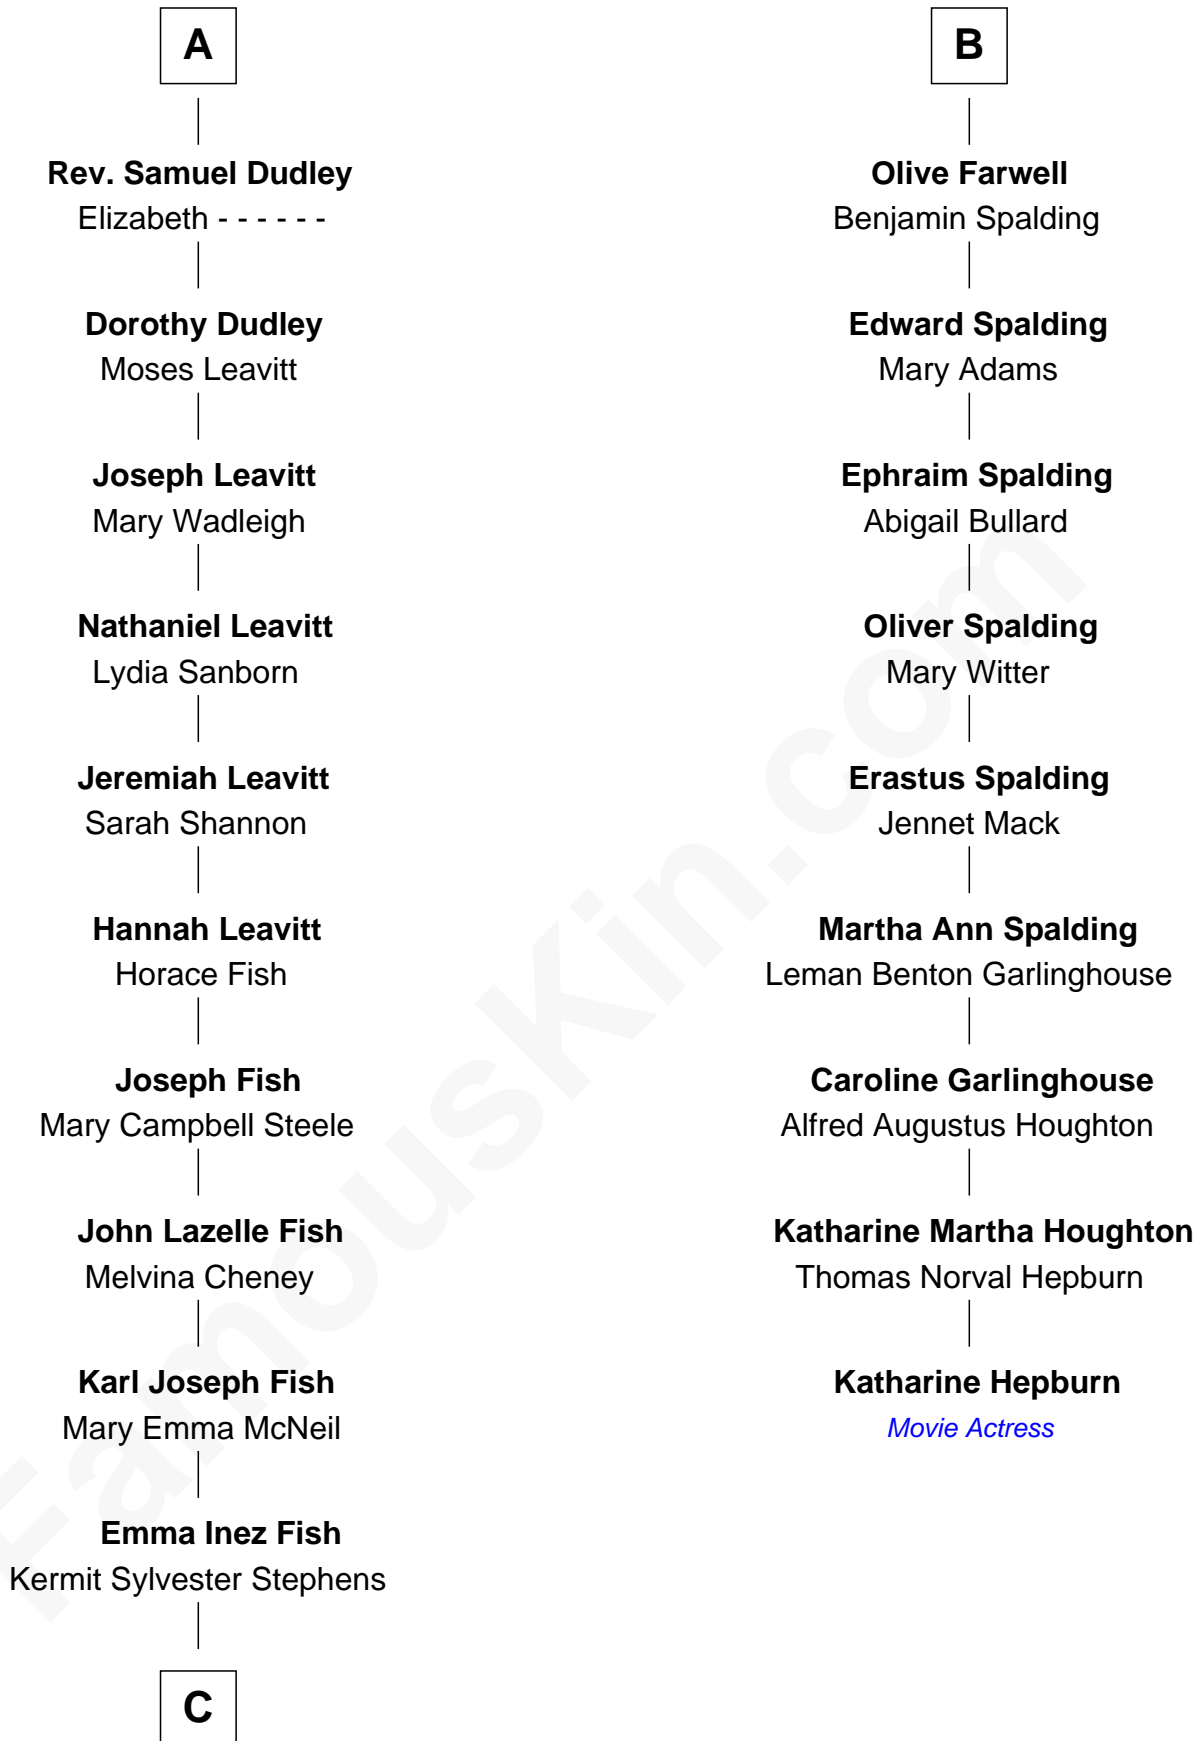 A
Rev. Samuel Dudley
Elizabeth - - - - - -
Dorothy Dudley
Moses Leavitt
Joseph Leavitt
Mary Wadleigh
Nathaniel Leavitt
Lydia Sanborn
Jeremiah Leavitt
Sarah Shannon
Hannah Leavitt
Horace Fish
Joseph Fish
Mary Campbell Steele
John Lazelle Fish
Melvina Cheney
Karl Joseph Fish
Mary Emma McNeil
Emma Inez Fish
Kermit Sylvester Stephens
C
B
Olive Farwell
Benjamin Spalding
Edward Spalding
Mary Adams
Ephraim Spalding
Abigail Bullard
Oliver Spalding
Mary Witter
Erastus Spalding
Jennet Mack
Martha Ann Spalding
Leman Benton Garlinghouse
Caroline Garlinghouse
Alfred Augustus Houghton
Katharine Martha Houghton
Thomas Norval Hepburn
Katharine Hepburn
Movie Actress
FamousKin.com